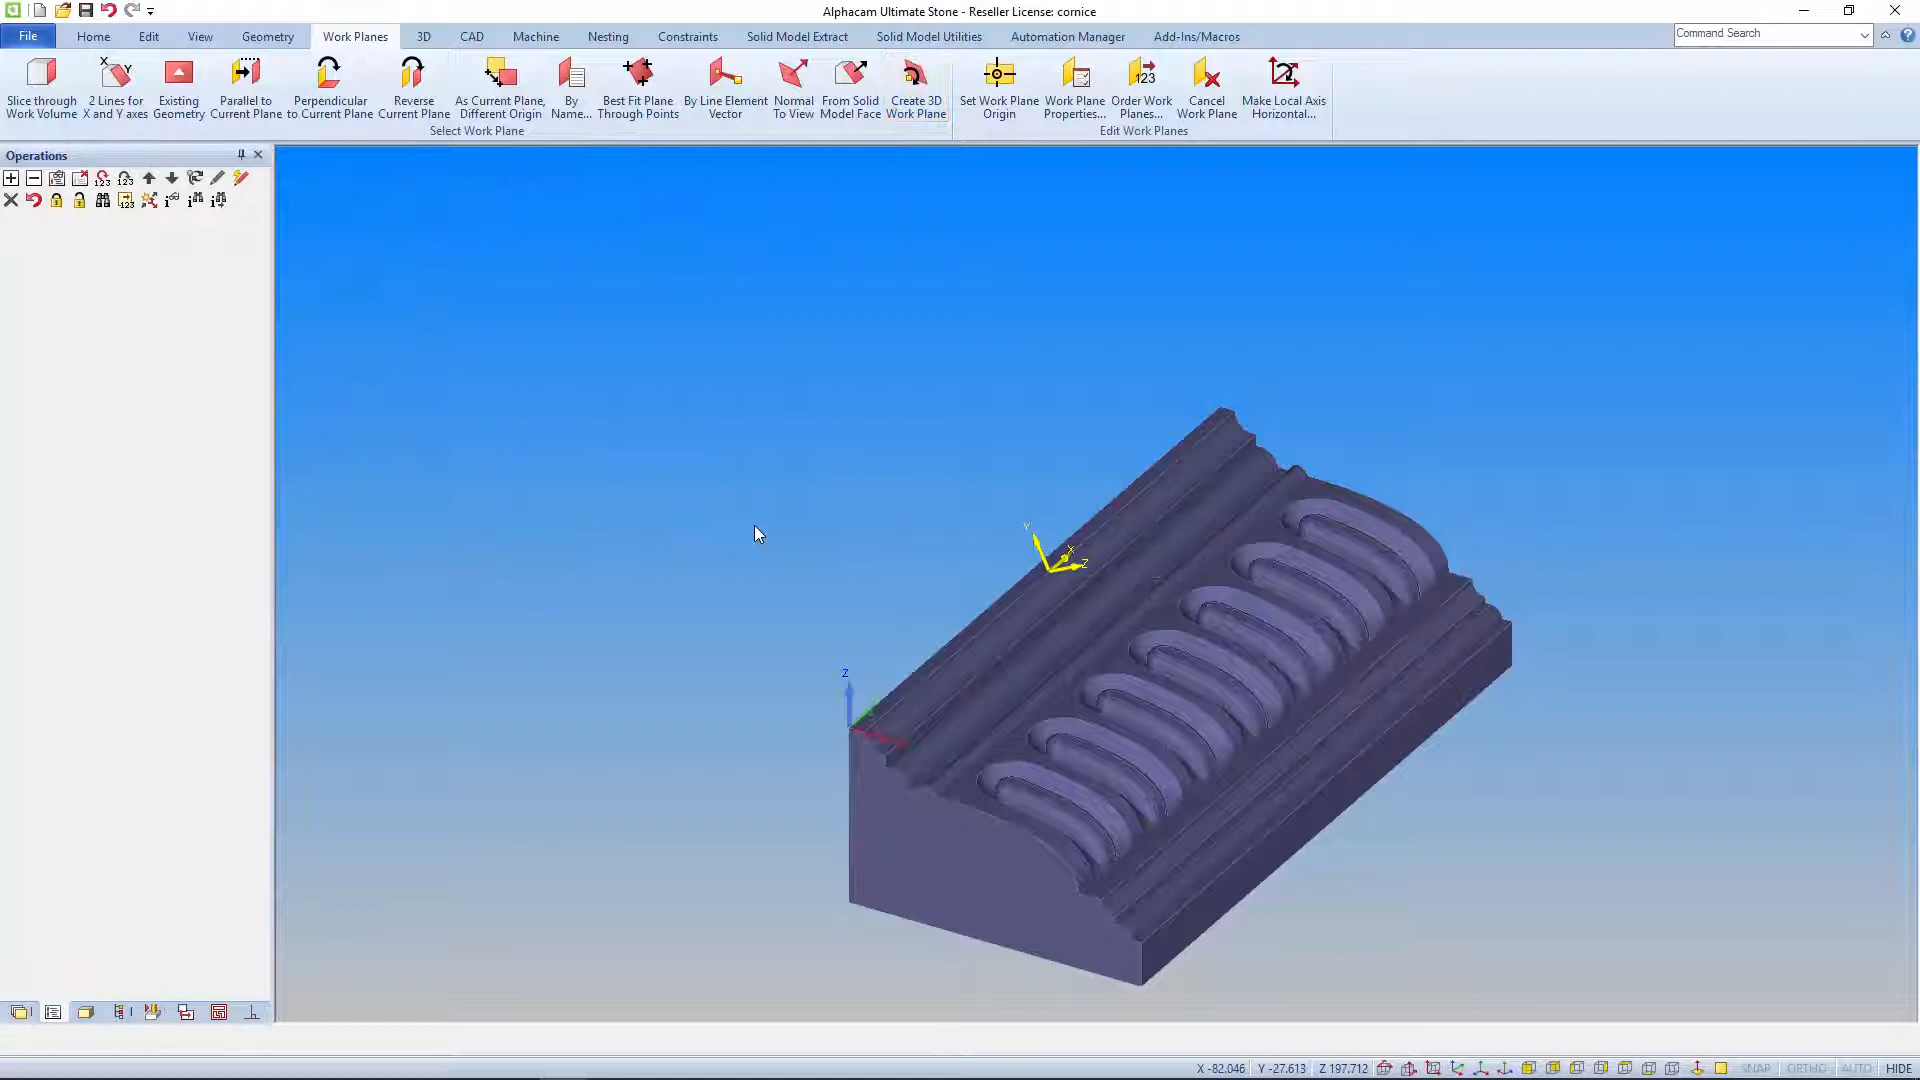 Alphacam Ultimate Stone - Reseller License: cornice
File Home Edit View Geometry Work Planes 3D CAD Machine Nesting Constraints Solid Model Extract Solid Model Utilities Automation Manager Add-Ins/Macros
Command Search
Slice through Work Volume
2 Lines for X and Y axes
Existing Geometry
Parallel to Current Plane
Perpendicular to Current Plane
Reverse Current Plane
As Current Plane, Different Origin
By Name...
Best Fit Plane Through Points
By Line Element Vector
Normal To View
From Solid Model Face
Create 3D Work Plane
Set Work Plane Origin
Work Plane Properties...
Order Work Planes...
Cancel Work Plane
Make Local Axis Horizontal...
Select Work Plane
Edit Work Planes
Operations
Y
X
Z
Z
X -82.046 Y -27.613 Z 197.712 SNAP ORTHO AUTO HIDE